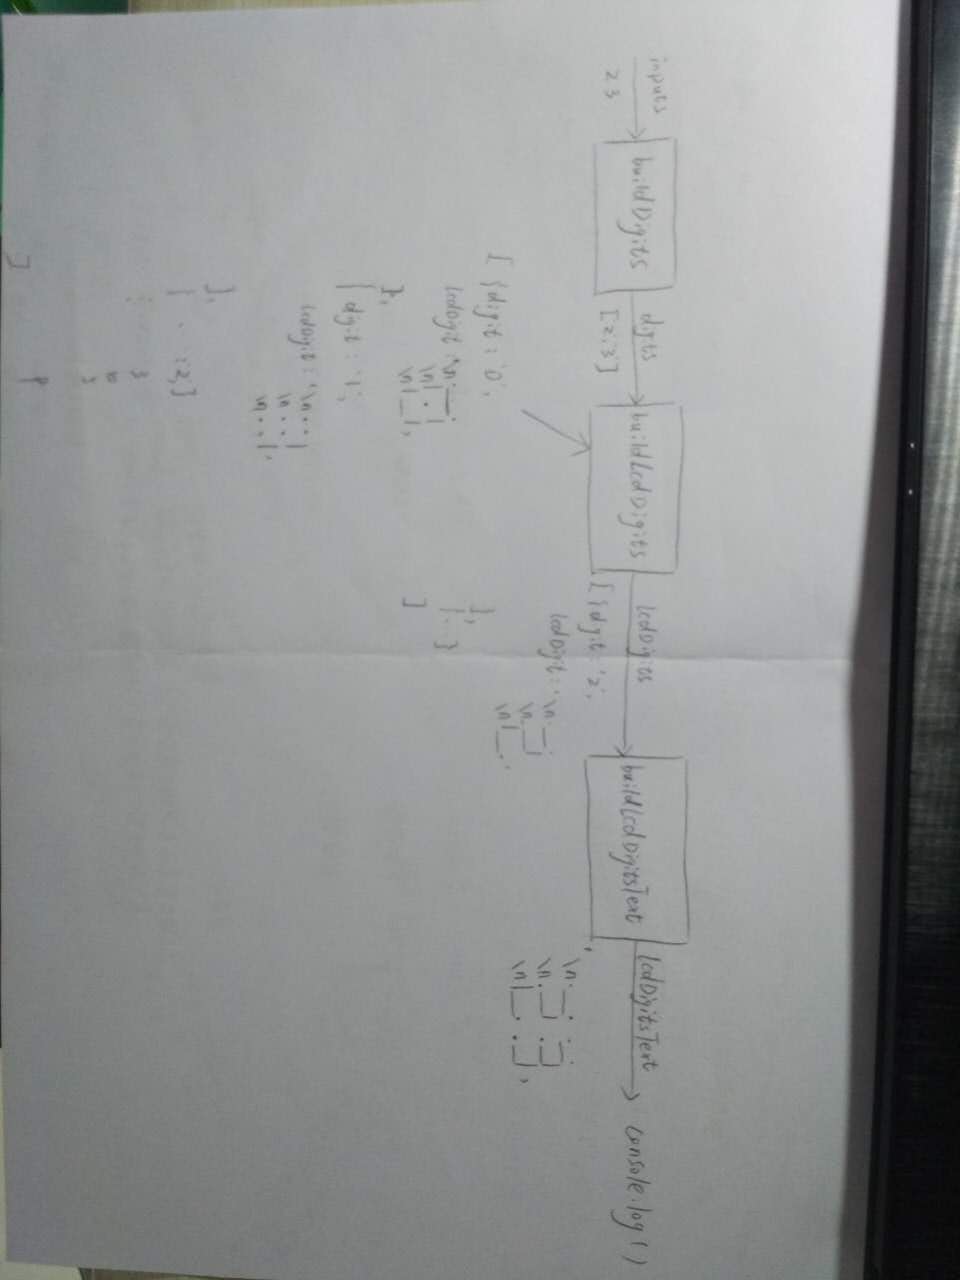 inputs
23
buildDigits
digits
['2','3']
buildLcdDigits
lcdDigits
buildLcdDigitsText
lcdDigitsText
console.log()
[ {digit: '0',
lcdDigit: '\n._.
\n|.|
\n|_|',
},
{ digit: '1',
lcdDigit: '\n...
\n..|
\n..|',
},
{
[ {digit: '2',
lcdDigit: '
\n._.
\n._|
\n|_.
},
{..}
]
'
\n._. ._.
\n._| ._|
\n|_. ._|'
]